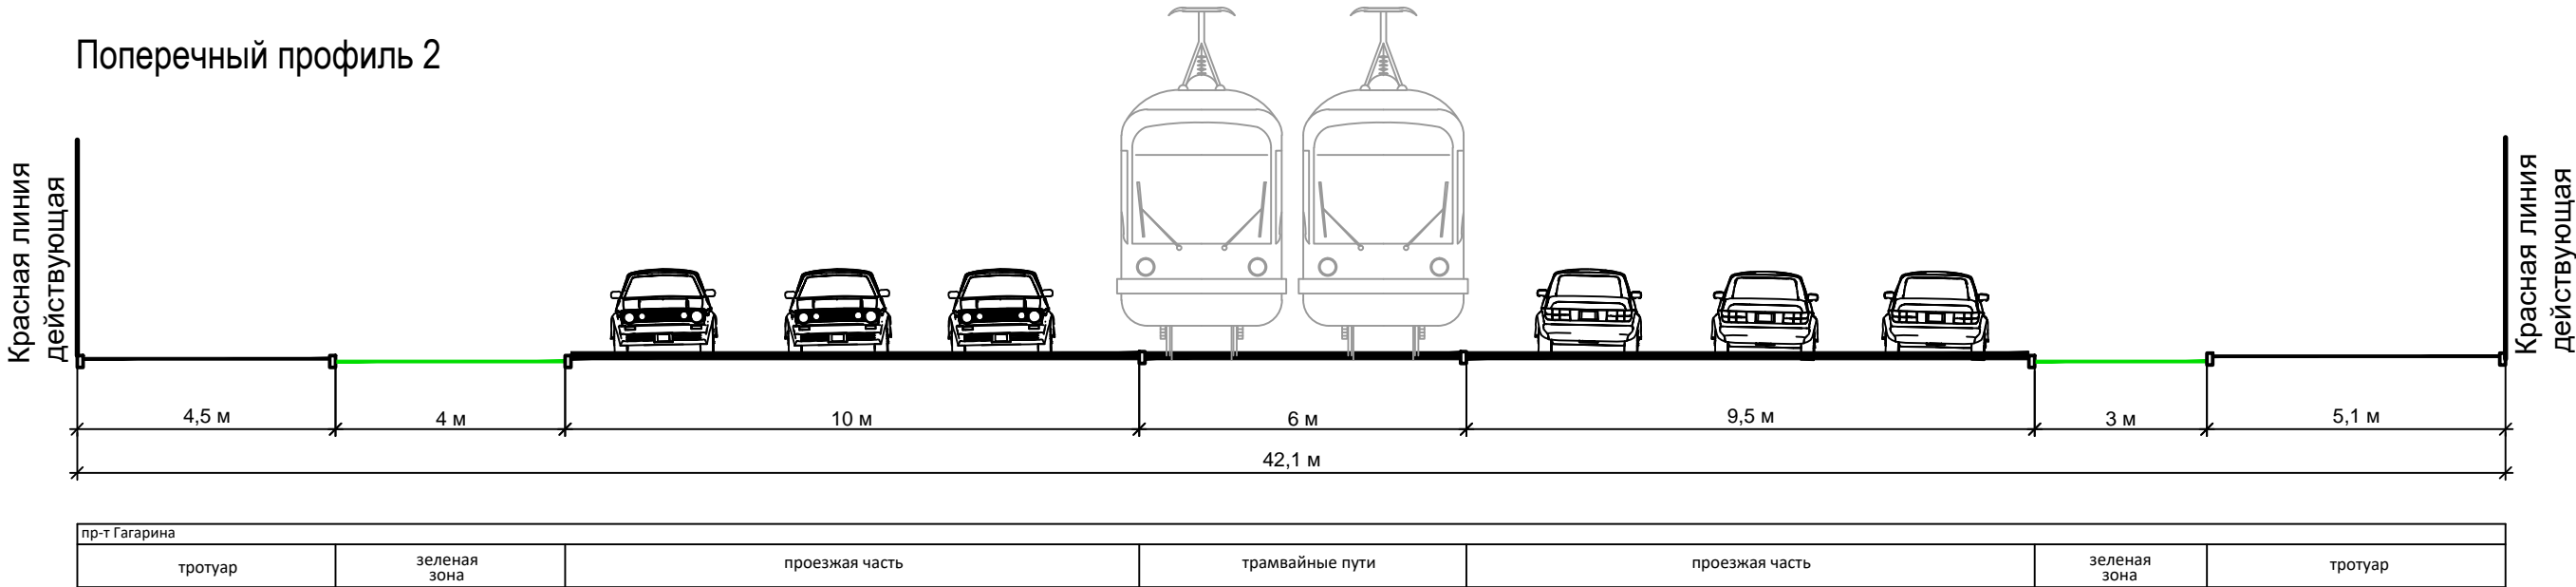 Поперечный профиль 2
Красная линия
действующая
Красная линия
действующая
4,5 м
4 м
10 м
6 м
9,5 м
3 м
5,1 м
42,1 м
пр-т Гагарина
тротуар
зеленая
зона
проезжая часть
трамвайные пути
проезжая часть
зеленая
зона
тротуар